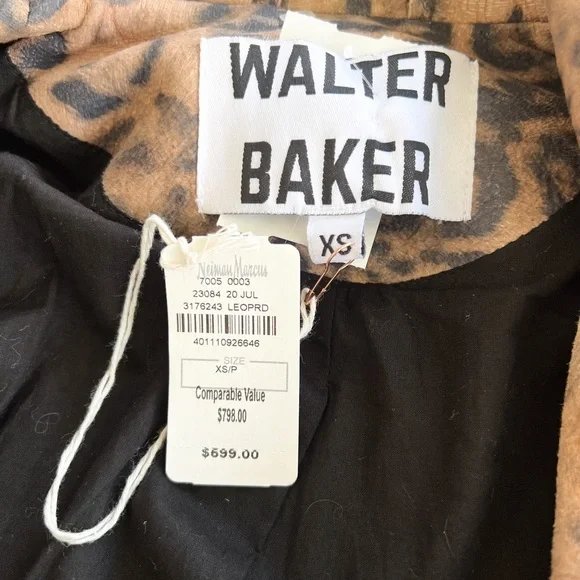 WALTER
BAKER
XS
Neiman Marcus
7005 0003
23084 20 JUL
3176243 LEOPRD
401110926646
SIZE
XS/P
Comparable Value
$798.00
$699.00